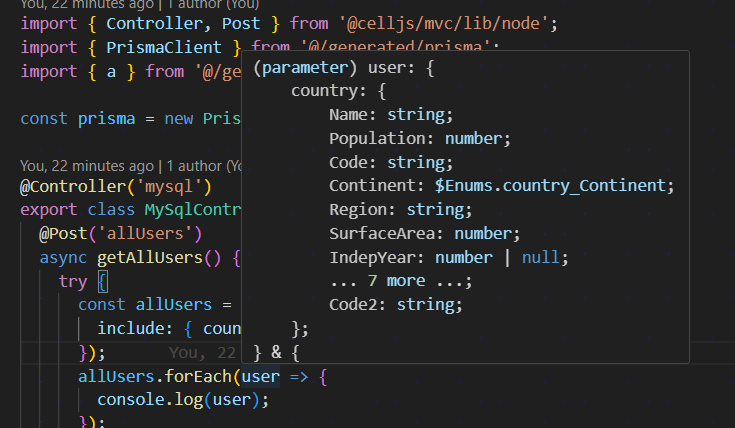 You, 22 minutes ago | 1 author (You)
import { Controller, Post } from '@celljs/mvc/lib/node';
import { PrismaClient } from '@/generated/prisma';
import { a } from '@/ge
const prisma = new Pris
You, 22 minutes ago | 1 author (You
@Controller('mysql')
export class MySqlContr
@Post('allUsers')
async getAllUsers() {
try {
const allUsers =
include: { coun
}); You, 22
allUsers.forEach(user => {
console.log(user);
});
(parameter) user: {
country: {
Name: string;
Population: number;
Code: string;
Continent: $Enums.country_Continent;
Region: string;
SurfaceArea: number;
IndepYear: number | null;
... 7 more ...;
Code2: string;
};
} & {